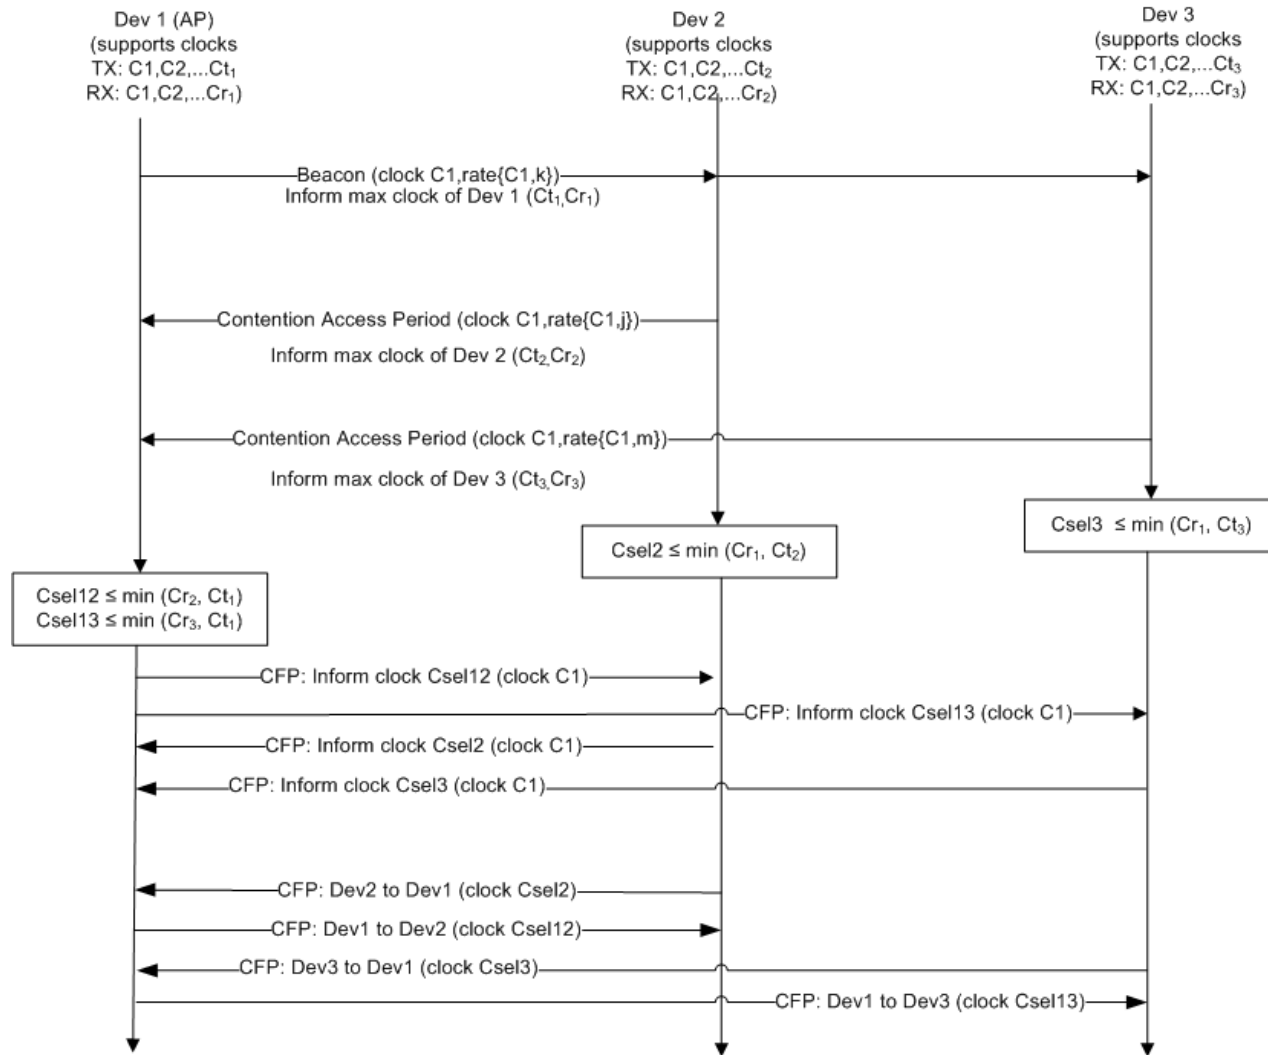 Dev 1 (AP)
(supports clocks
TX: C1,C2,...Ct₁
RX: C1,C2,...Cr₁)
Dev 2
(supports clocks
TX: C1,C2,...Ct₂
RX: C1,C2,...Cr₂)
Dev 3
(supports clocks
TX: C1,C2,...Ct₃
RX: C1,C2,...Cr₃)
Beacon (clock C1,rate{C1,k})
Inform max clock of Dev 1 (Ct₁,Cr₁)
Contention Access Period (clock C1,rate{C1,j})
Inform max clock of Dev 2 (Ct₂,Cr₂)
Contention Access Period (clock C1,rate{C1,m})
Inform max clock of Dev 3 (Ct₃,Cr₃)
Csel3 ≤ min (Cr₁, Ct₃)
Csel2 ≤ min (Cr₁, Ct₂)
Csel12 ≤ min (Cr₂, Ct₁)
Csel13 ≤ min (Cr₃, Ct₁)
CFP: Inform clock Csel12 (clock C1)
CFP: Inform clock Csel13 (clock C1)
CFP: Inform clock Csel2 (clock C1)
CFP: Inform clock Csel3 (clock C1)
CFP: Dev2 to Dev1 (clock Csel2)
CFP: Dev1 to Dev2 (clock Csel12)
CFP: Dev3 to Dev1 (clock Csel3)
CFP: Dev1 to Dev3 (clock Csel13)